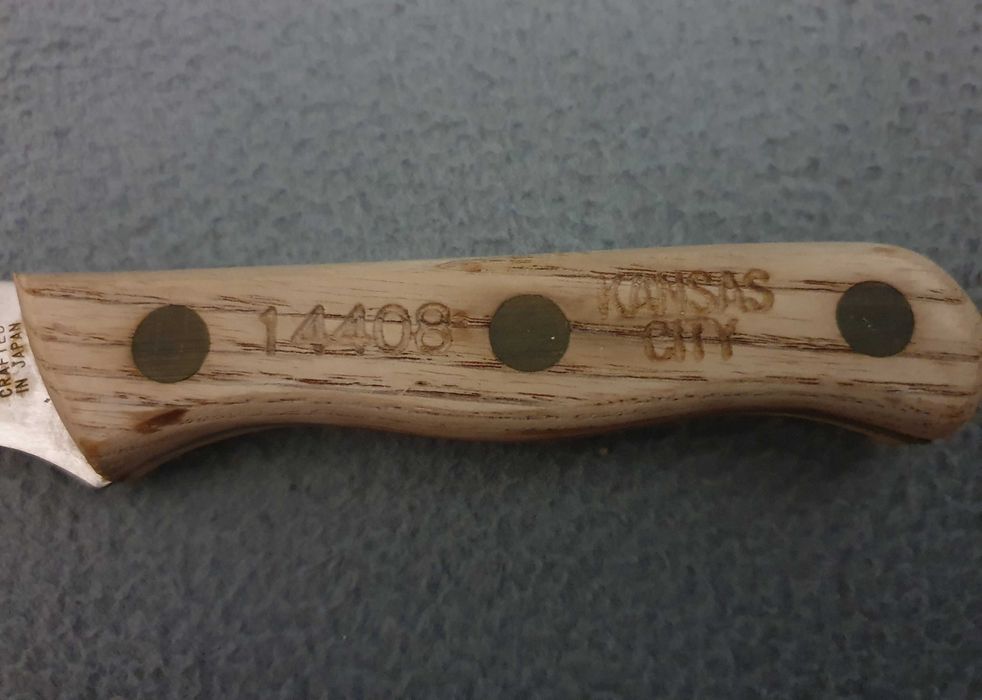 CRAFTED
IN JAPAN
14408
KANSAS
CITY